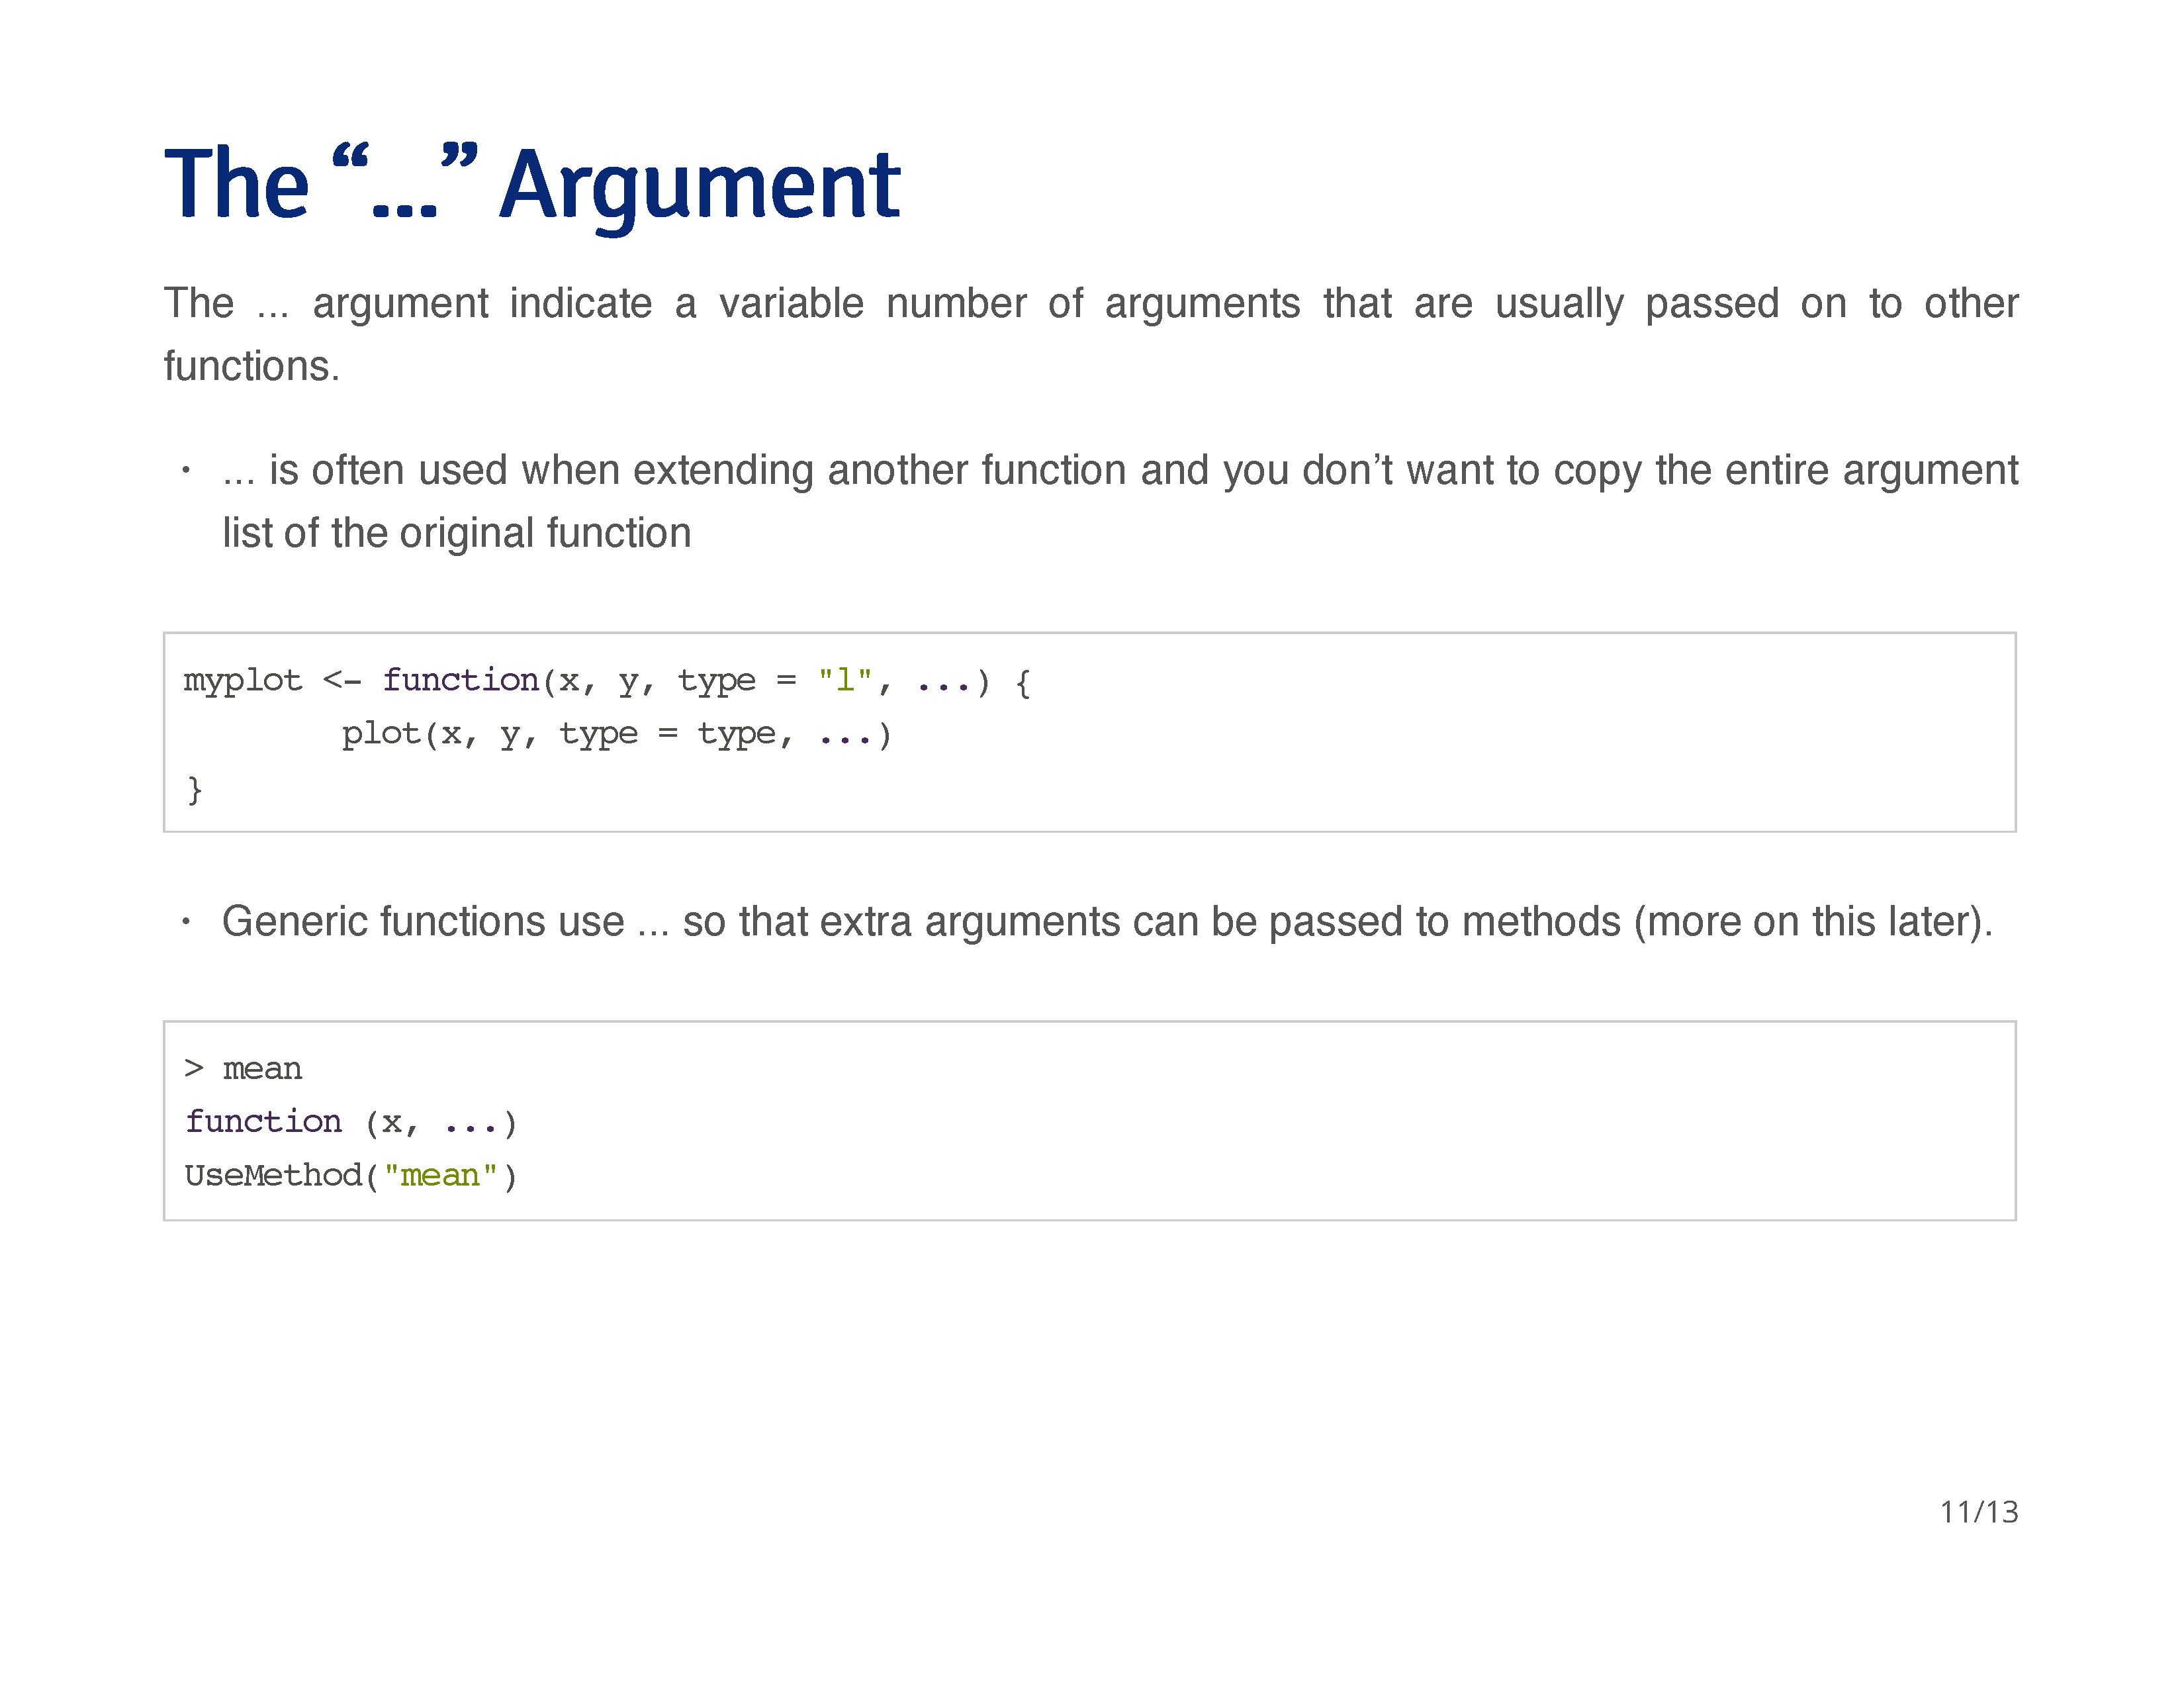 The “...” Argument
The ... argument indicate a variable number of arguments that are usually passed on to other
functions.
· ... is often used when extending another function and you don’t want to copy the entire argument
list of the original function
myplot <- function(x, y, type = "l", ...) {
        plot(x, y, type = type, ...)
}
· Generic functions use ... so that extra arguments can be passed to methods (more on this later).
> mean
function (x, ...)
UseMethod("mean")
11/13